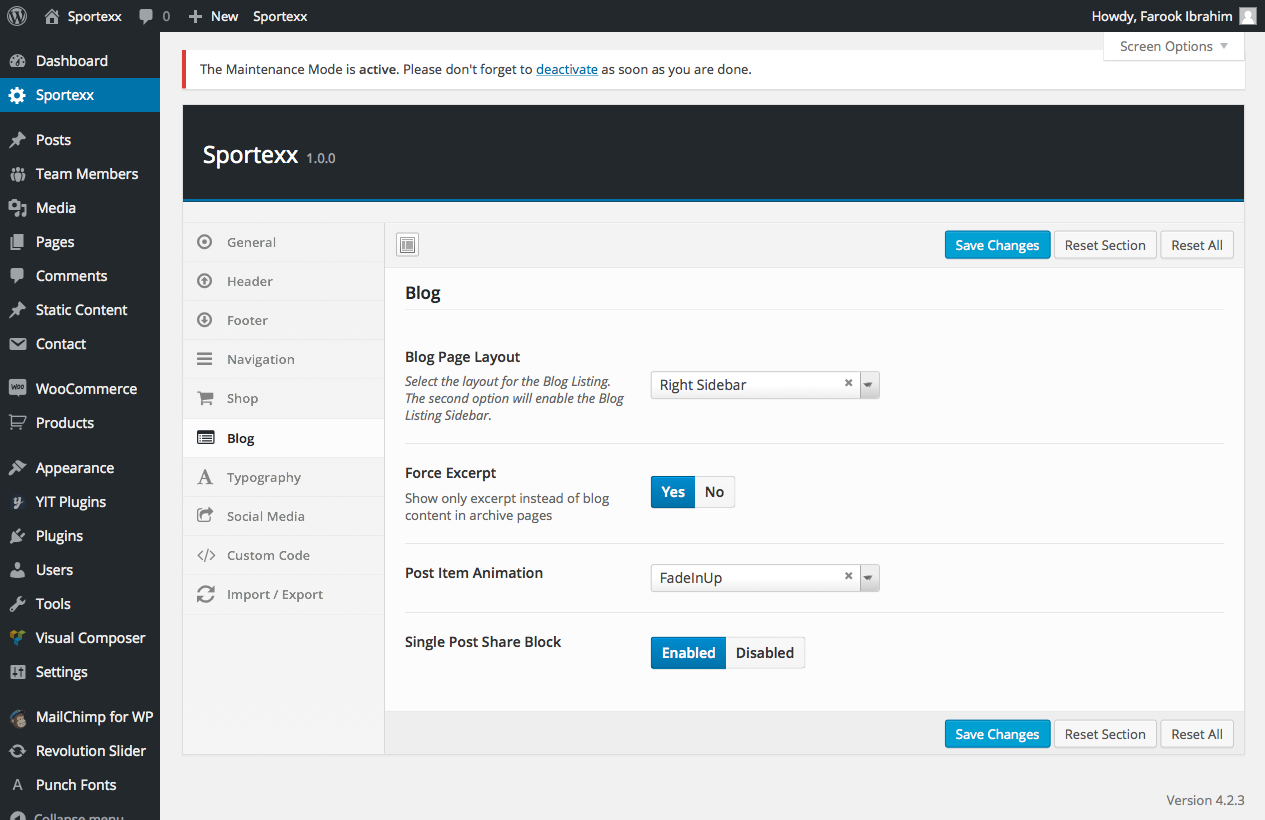 Sportexx
0
New
Sportexx
Howdy, Farook Ibrahim
Screen Options
Dashboard
Sportexx
Posts
Team Members
Media
Pages
Comments
Static Content
Contact
WooCommerce
Products
Appearance
YIT Plugins
Plugins
Users
Tools
Visual Composer
Settings
MailChimp for WP
Revolution Slider
Punch Fonts
Collapse menu
The Maintenance Mode is active. Please don't forget to deactivate as soon as you are done.
Sportexx 1.0.0
General
Header
Footer
Navigation
Shop
Blog
Typography
Social Media
Custom Code
Import / Export
Save Changes
Reset Section
Reset All
Blog
Blog Page Layout
Select the layout for the Blog Listing.
The second option will enable the Blog
Listing Sidebar.
Right Sidebar
Force Excerpt
Show only excerpt instead of blog
content in archive pages
Yes
No
Post Item Animation
FadeInUp
Single Post Share Block
Enabled
Disabled
Save Changes
Reset Section
Reset All
Version 4.2.3